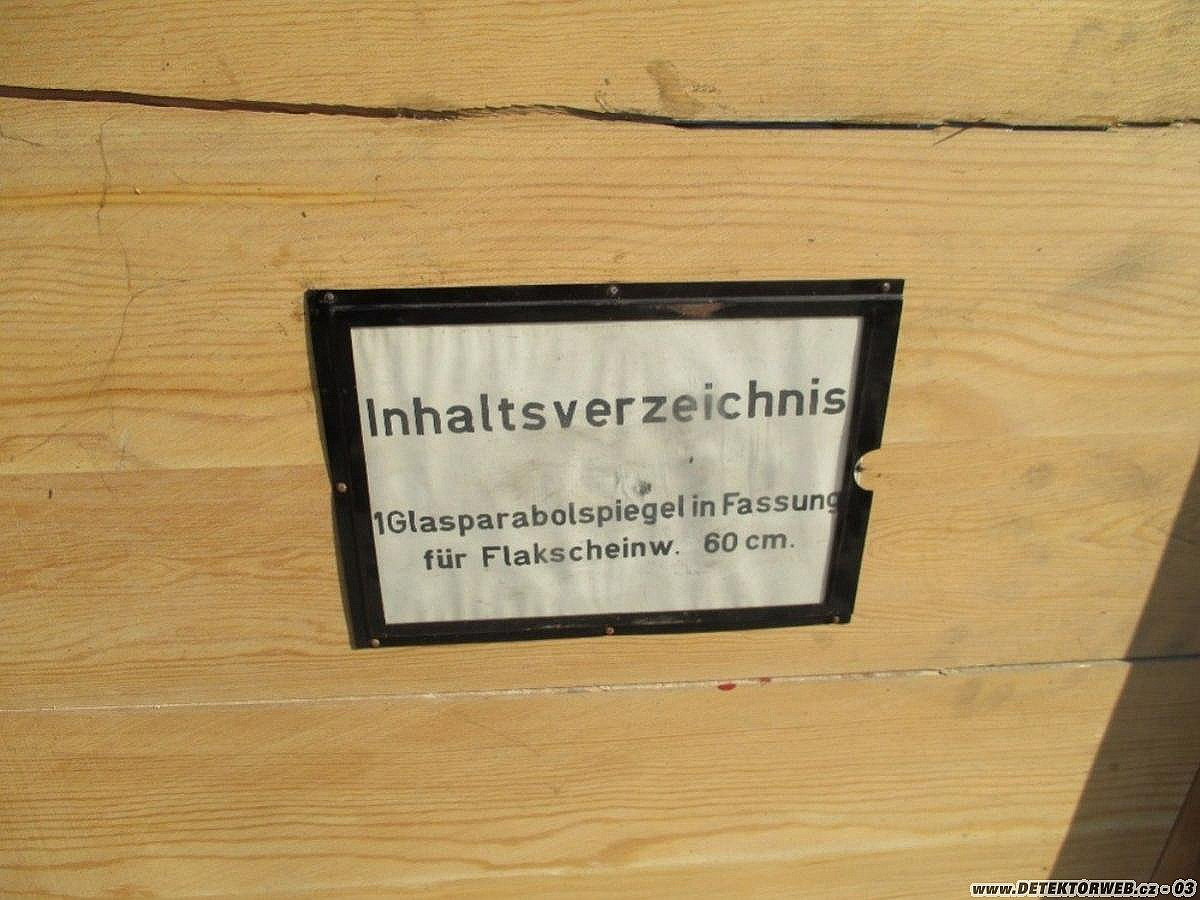 Inhaltsverzeichnis
1Glasparabolspiegel in Fassung
für Flakscheinw. 60 cm.
www.DETEKTORWEB.cz - 03